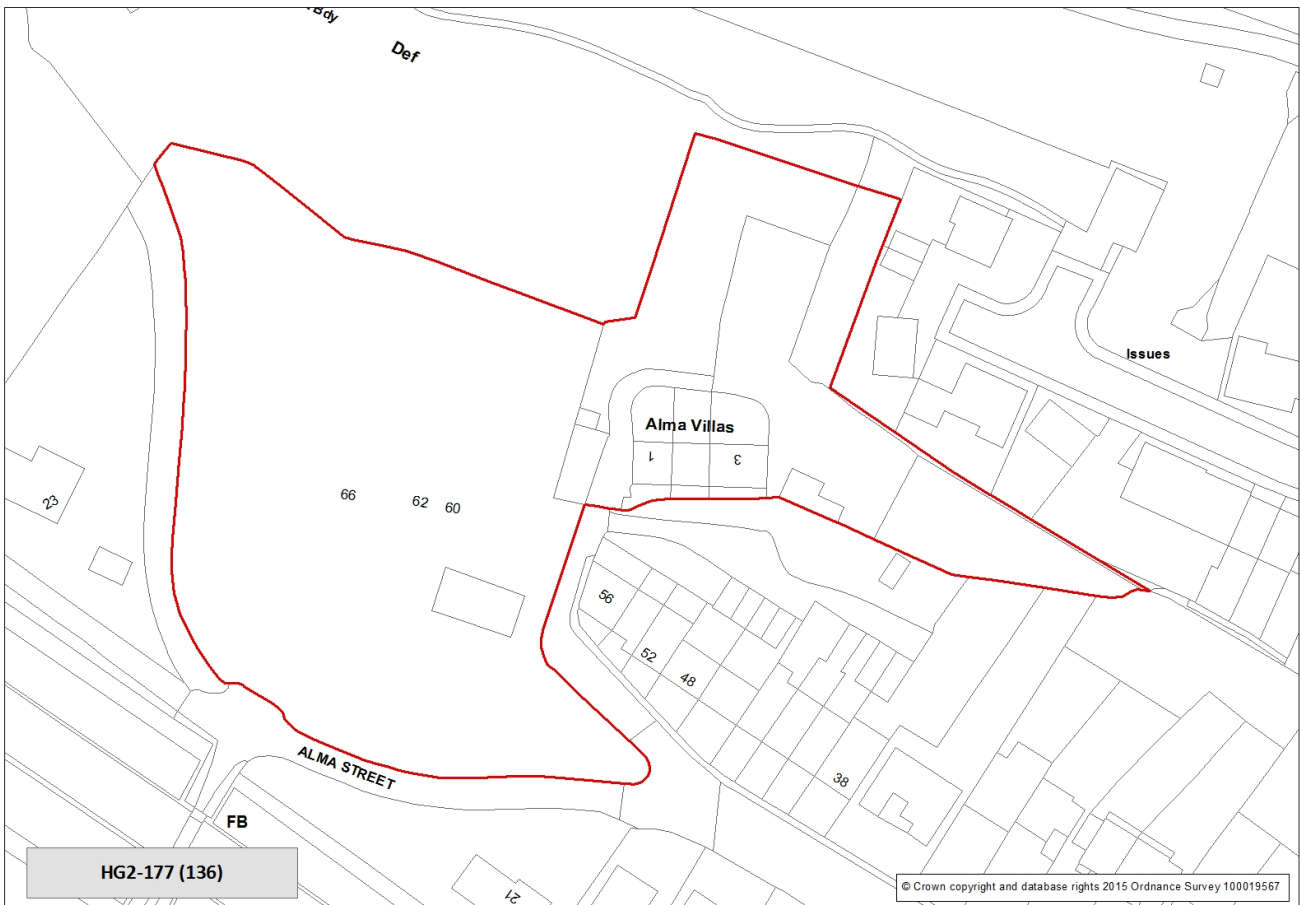 Bdy
Def
Issues
Alma Villas
1
3
66
62
60
23
56
52
48
38
ALMA STREET
FB
21
HG2-177 (136)
© Crown copyright and database rights 2015 Ordnance Survey 100019567